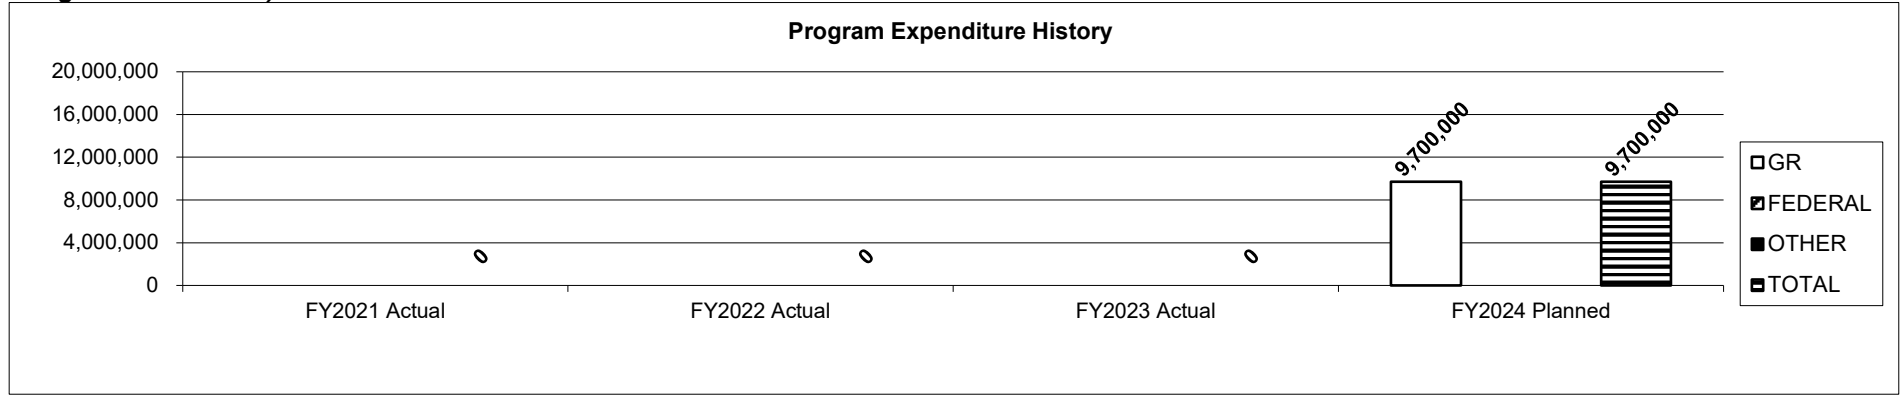 Program Expenditure History
20,000,000
16,000,000
12,000,000
8,000,000
4,000,000
0
0
0
0
9,700,000
9,700,000
FY2021 Actual
FY2022 Actual
FY2023 Actual
FY2024 Planned
GR
FEDERAL
OTHER
TOTAL